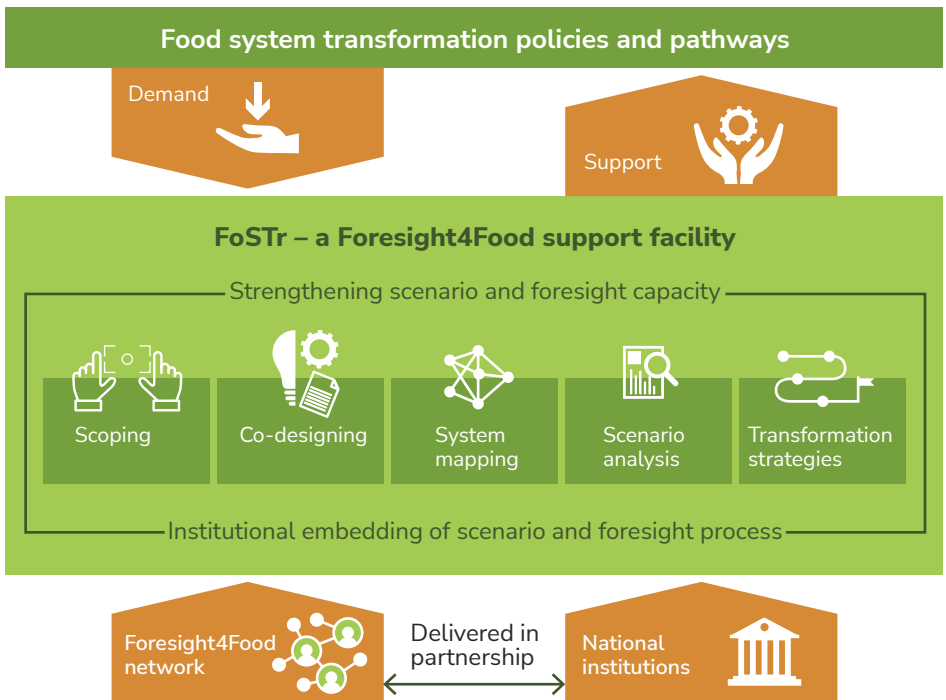 Food system transformation policies and pathways
Demand
Support
FoSTr – a Foresight4Food support facility
Strengthening scenario and foresight capacity
Scoping
Co-designing
System
mapping
Scenario
analysis
Transformation
strategies
Institutional embedding of scenario and foresight process
Foresight4Food
network
Delivered in
partnership
National
institutions